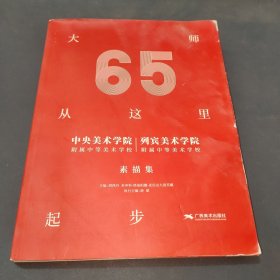 大 师
65
从 这 里
中央美术学院 列宾美术学院
附属中等美术学校 附属中等美术学校
素描集
起 步
广西美术出版社